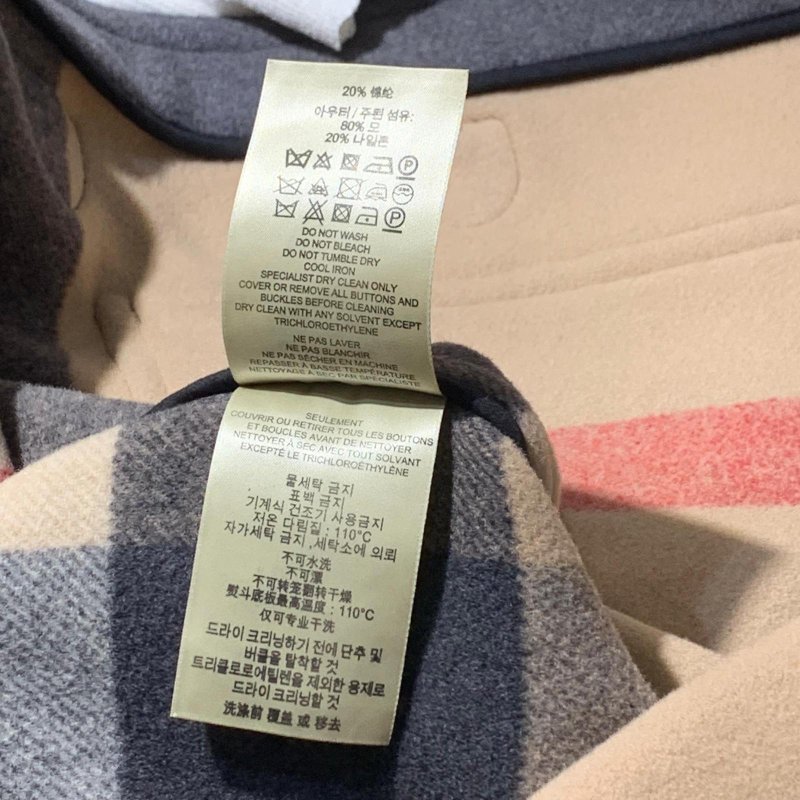 20% 锦纶
아우터 / 주된 섬유:
80% 모
20% 나일론
DO NOT WASH
DO NOT BLEACH
DO NOT TUMBLE DRY
COOL IRON
SPECIALIST DRY CLEAN ONLY
COVER OR REMOVE ALL BUTTONS AND
BUCKLES BEFORE CLEANING
DRY CLEAN WITH ANY SOLVENT EXCEPT
TRICHLOROETHYLENE
NE PAS LAVER
NE PAS BLANCHIR
NE PAS SÉCHER EN MACHINE
REPASSER À BASSE TEMPÉRATURE
NETTOYAGE À SEC PAR SPÉCIALISTE
SEULEMENT
COUVRIR OU RETIRER TOUS LES BOUTONS
ET BOUCLES AVANT DE NETTOYER
NETTOYER À SEC AVEC TOUT SOLVANT
EXCEPTÉ LE TRICHLOROÉTHYLÈNE
물세탁 금지
표백 금지
기계식 건조기 사용금지
저온 다림질 : 110°C
자가세탁 금지 ,세탁소에 의뢰
不可水洗
不可漂
不可转笼翻转干燥
熨斗底板最高温度 : 110°C
仅可专业干洗
드라이 크리닝하기 전에 단추 및
버클을 탈착할 것
트리클로로에틸렌을 제외한 용제로
드라이 크리닝할 것
洗涤前 覆盖 或 移去